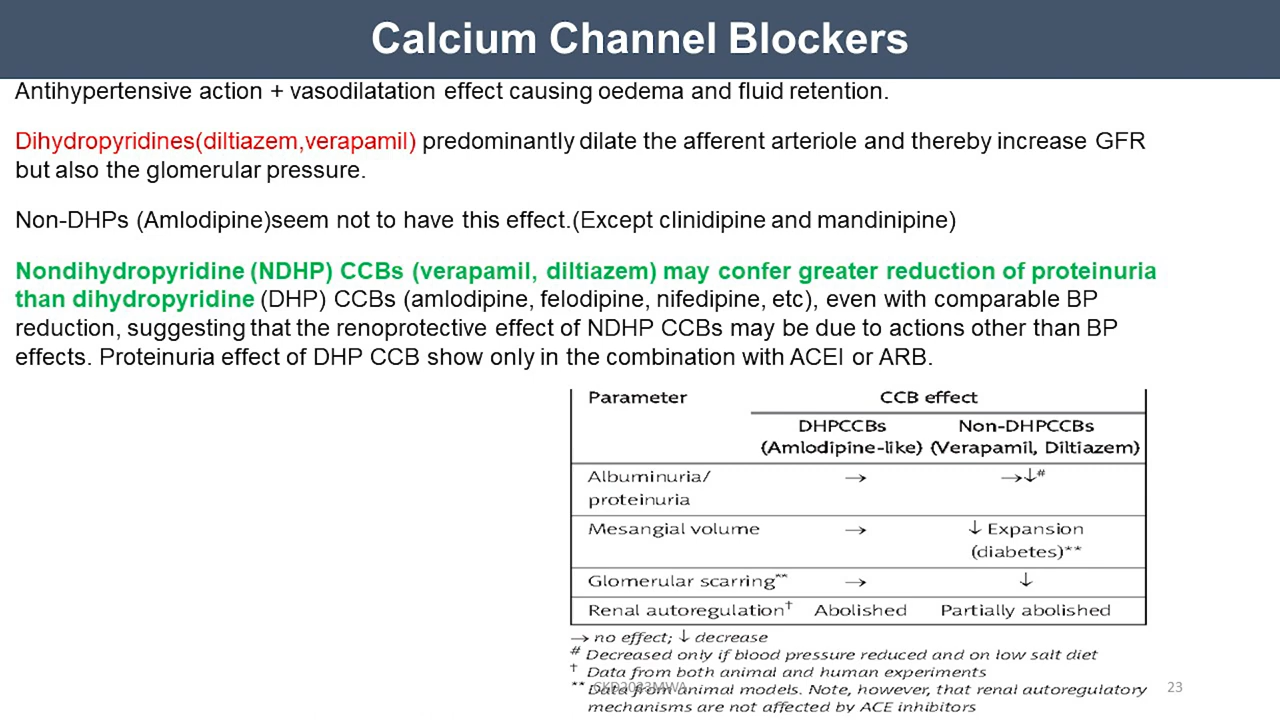 Calcium Channel Blockers
Antihypertensive action + vasodilatation effect causing oedema and fluid retention.
Dihydropyridines(diltiazem,verapamil) predominantly dilate the afferent arteriole and thereby increase GFR
but also the glomerular pressure.
Non-DHPs (Amlodipine)seem not to have this effect.(Except clinidipine and mandinipine)
Nondihydropyridine (NDHP) CCBs (verapamil, diltiazem) may confer greater reduction of proteinuria
than dihydropyridine (DHP) CCBs (amlodipine, felodipine, nifedipine, etc), even with comparable BP
reduction, suggesting that the renoprotective effect of NDHP CCBs may be due to actions other than BP
effects. Proteinuria effect of DHP CCB show only in the combination with ACEI or ARB.
Parameter CCB effect
DHPCCBs Non-DHPCCBs
(Amlodipine-like) (Verapamil, Diltiazem)
Albuminuria/ → →↓#
proteinuria
Mesangial volume → ↓ Expansion
(diabetes)**
Glomerular scarring** → ↓
Renal autoregulation† Abolished Partially abolished
→ no effect; ↓ decrease
# Decreased only if blood pressure reduced and on low salt diet
† Data from both animal and human experiments
** Data from animal models. Note, however, that renal autoregulatory
mechanisms are not affected by ACE inhibitors
CKD2023MWA
23